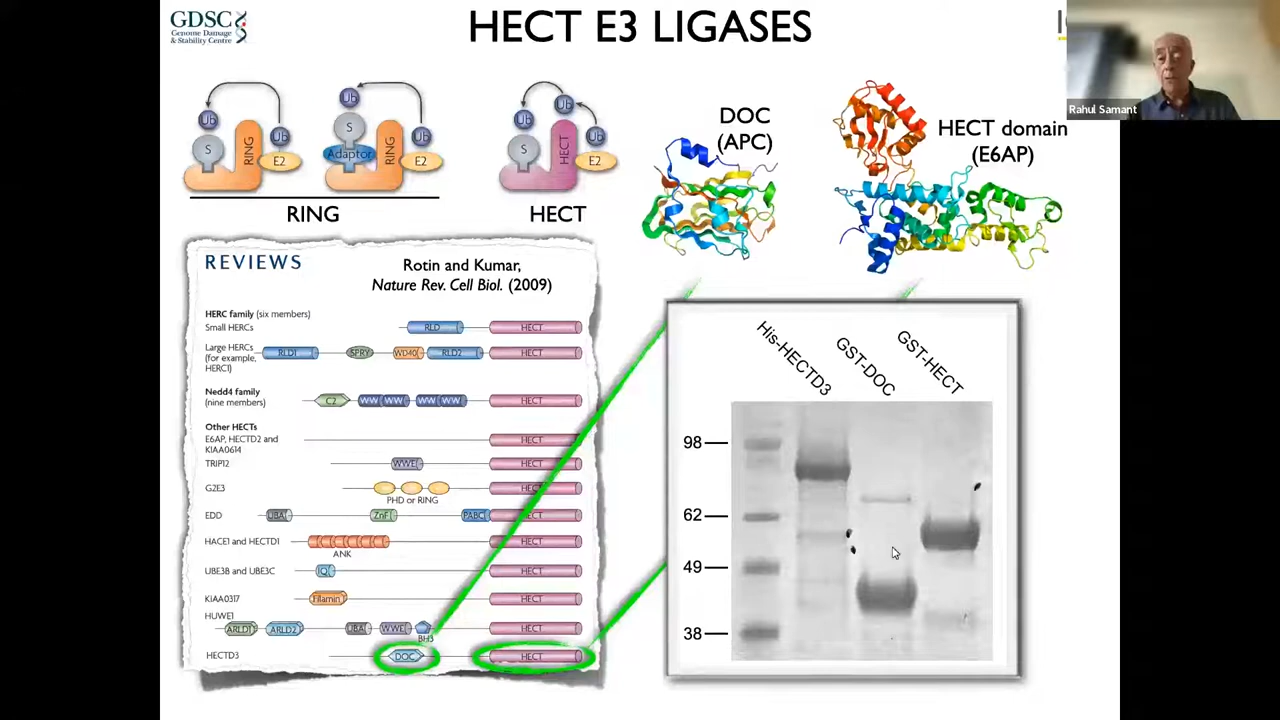 GDSC
Genome Damage
& Stability Centre
HECT E3 LIGASES
Rahul Samant
Ub
S
RING
Ub
E2
Ub
S
Adaptor
RING
Ub
E2
Ub
Ub
S
HECT
Ub
E2
RING
HECT
DOC
(APC)
HECT domain
(E6AP)
REVIEWS
Rotin and Kumar,
Nature Rev. Cell Biol. (2009)
HERC family (six members)
Small HERCs
RLD
HECT
Large HERCs
(for example,
HERC1)
RLD1
SPRY
WD40
RLD2
HECT
Nedd4 family
(nine members)
C2
WW
WW
WW
WW
HECT
Other HECTs
E6AP, HECTD2 and
KIAA0614
HECT
TRIP12
WWE
HECT
G2E3
PHD or RING
HECT
EDD
UBA
ZnF
PABC
HECT
HACE1 and HECTD1
ANK
HECT
UBE3B and UBE3C
IQ
HECT
KIAA0317
Filamin
HECT
HUWE1
ARLD1
ARLD2
UBA
WWE
BH3
HECT
HECTD3
DOC
HECT
His-HECTD3
GST-DOC
GST-HECT
98
62
49
38